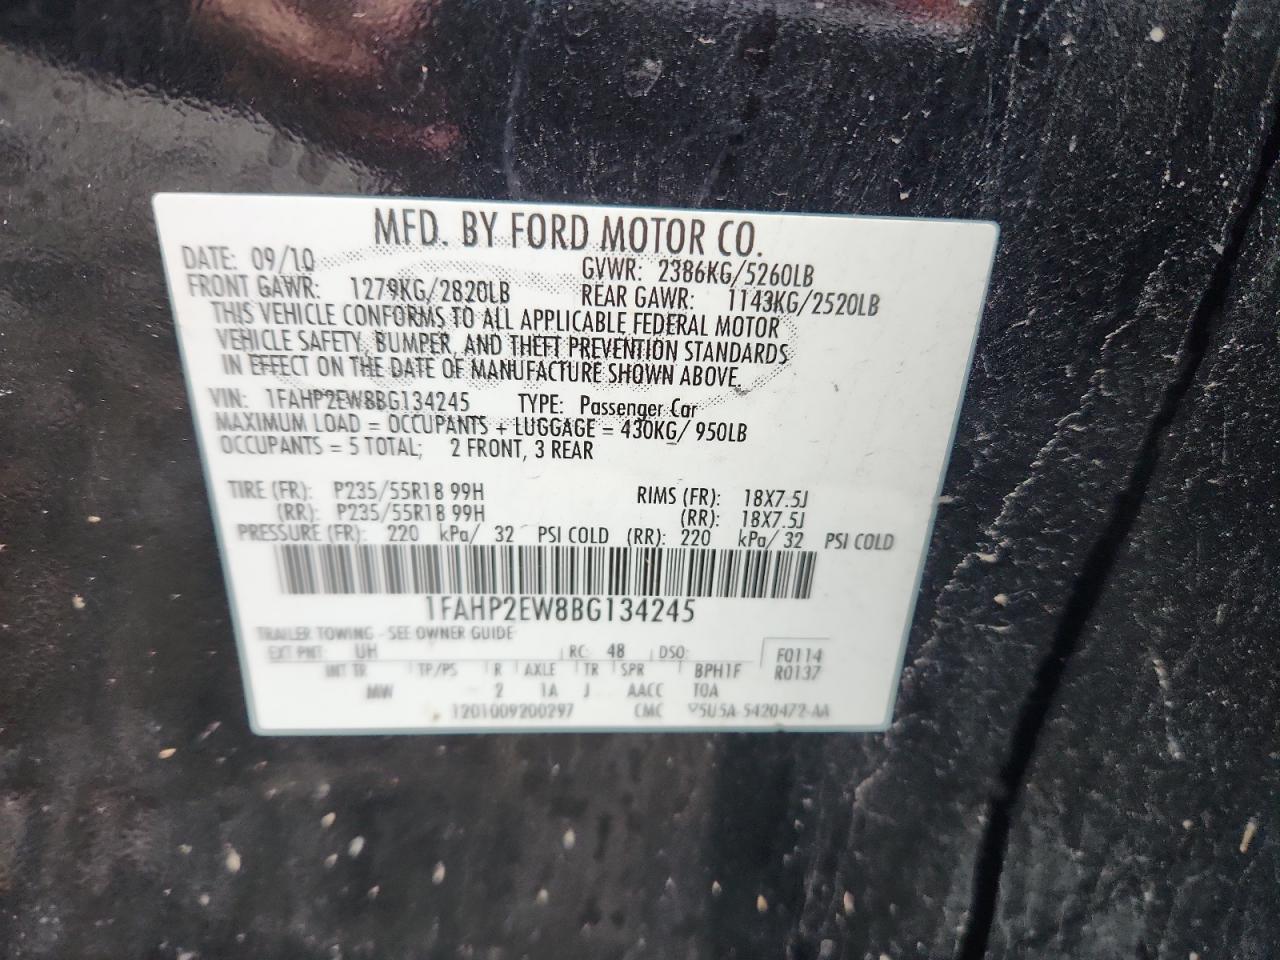 MFD. BY FORD MOTOR CO.
DATE: 09/10 GVWR: 2386KG/5260LB
FRONT GAWR: 1279KG/2820LB REAR GAWR: 1143KG/2520LB
THIS VEHICLE CONFORMS TO ALL APPLICABLE FEDERAL MOTOR
VEHICLE SAFETY, BUMPER, AND THEFT PREVENTION STANDARDS
IN EFFECT ON THE DATE OF MANUFACTURE SHOWN ABOVE.
VIN: 1FAHP2EW8BG134245 TYPE: Passenger Car
MAXIMUM LOAD = OCCUPANTS + LUGGAGE = 430KG/ 950LB
OCCUPANTS = 5 TOTAL; 2 FRONT, 3 REAR
TIRE (FR): P235/55R18 99H RIMS (FR): 18X7.5J
(RR): P235/55R18 99H (RR): 18X7.5J
PRESSURE (FR): 220 kPa/ 32 PSI COLD (RR): 220 kPa/ 32 PSI COLD
1FAHP2EW8BG134245
TRAILER TOWING - SEE OWNER GUIDE
EXT PNT: UH RC: 48 DSO: F0114
INT TR TP/PS R AXLE TR SPR BPH1F R0137
MW 2 1A J AACC TOA
1201009200297 CMC 5U5A-5420472-AA